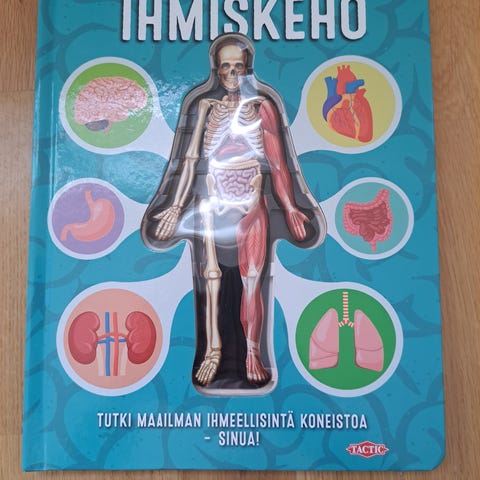 IHMISKEHO
TUTKI MAAILMAN IHMEELLISINTÄ KONEISTOA
- SINUA!
TACTIC